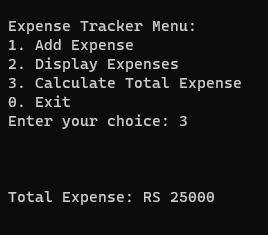 Expense Tracker Menu:
1. Add Expense
2. Display Expenses
3. Calculate Total Expense
0. Exit
Enter your choice: 3
Total Expense: RS 25000